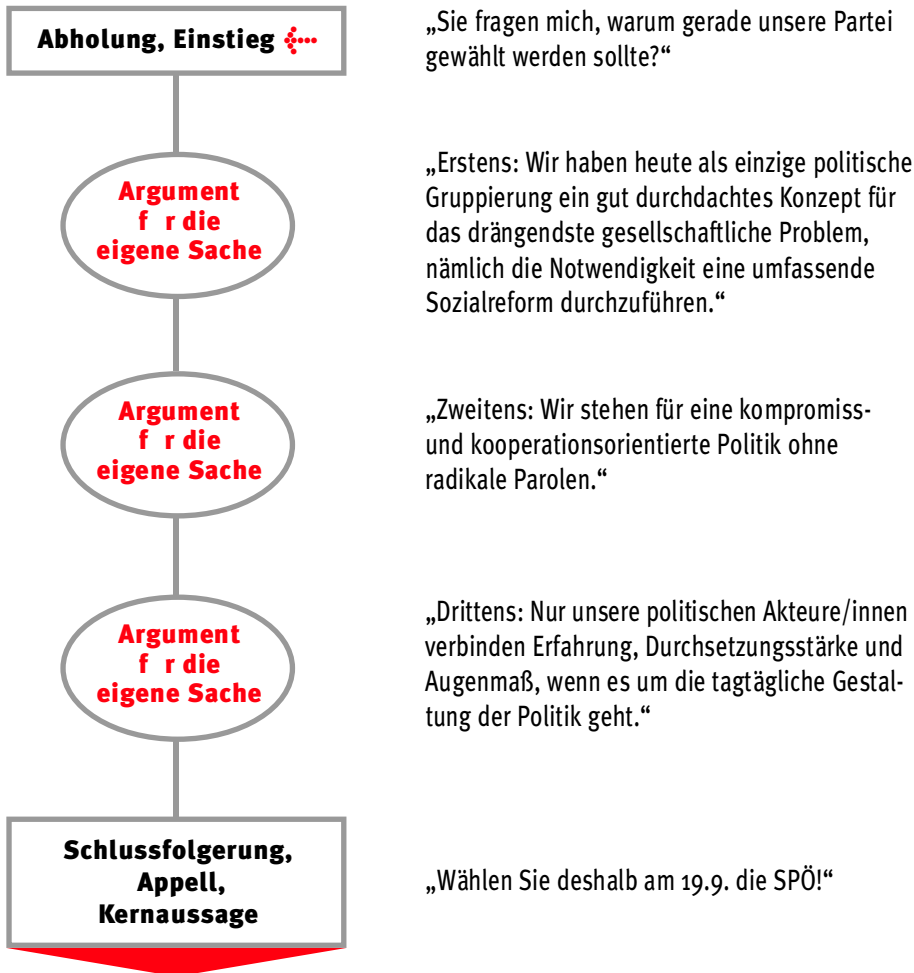 Abholung, Einstieg
„Sie fragen mich, warum gerade unsere Partei
gewählt werden sollte?“
Argument
f r die
eigene Sache
„Erstens: Wir haben heute als einzige politische
Gruppierung ein gut durchdachtes Konzept für
das drängendste gesellschaftliche Problem,
nämlich die Notwendigkeit eine umfassende
Sozialreform durchzuführen.“
Argument
f r die
eigene Sache
„Zweitens: Wir stehen für eine kompromiss-
und kooperationsorientierte Politik ohne
radikale Parolen.“
Argument
f r die
eigene Sache
„Drittens: Nur unsere politischen Akteure/innen
verbinden Erfahrung, Durchsetzungsstärke und
Augenmaß, wenn es um die tagtägliche Gestal-
tung der Politik geht.“
Schlussfolgerung,
Appell,
Kernaussage
„Wählen Sie deshalb am 19.9. die SPÖ!“